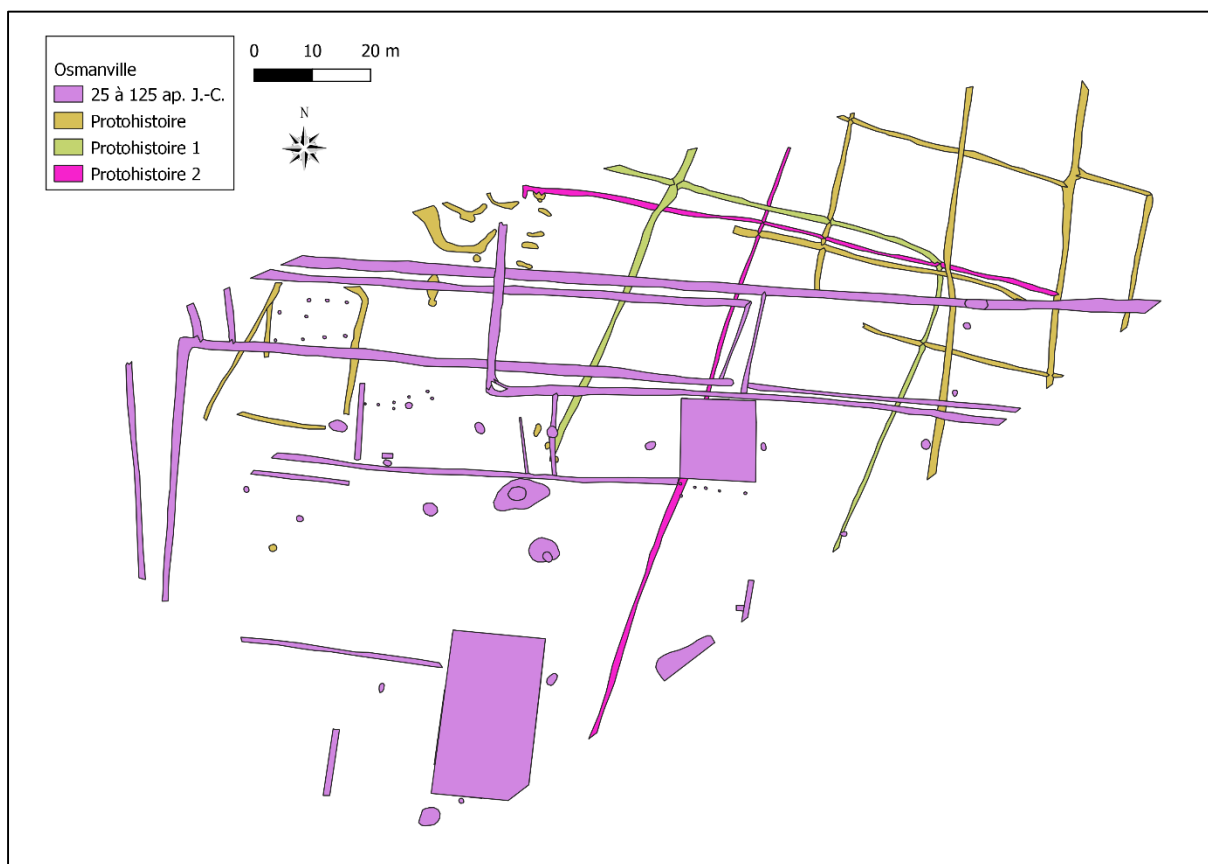 Osmanville
25 à 125 ap. J.-C.
Protohistoire
Protohistoire 1
Protohistoire 2
0 10 20 m
N